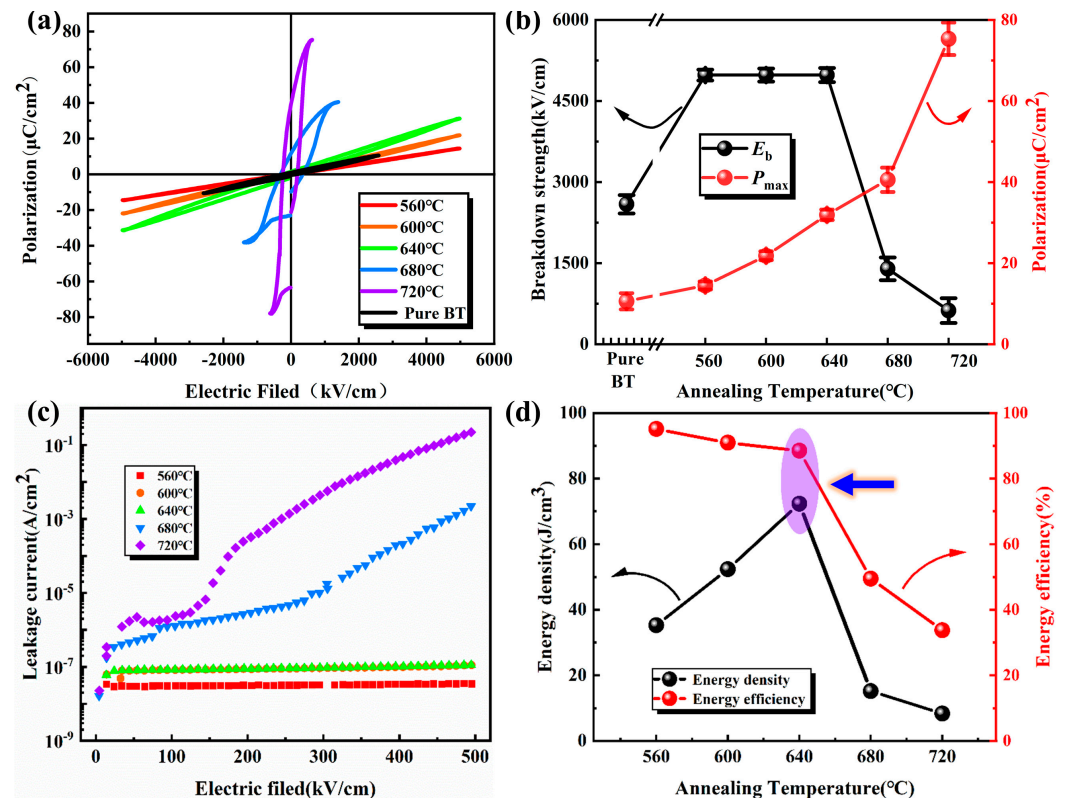 (a)
80
60
40
20
0
-20
-40
-60
-80
Polarization（μC/cm²)
-6000 -4000 -2000 0 2000 4000 6000
Electric Filed（kV/cm）
560℃
600℃
640℃
680℃
720℃
Pure BT
(b)
6000
4500
3000
1500
0
Breakdown strength(kV/cm)
Eb
Pmax
80
60
40
20
0
Polarization(μC/cm²)
Pure BT 560 600 640 680 720
Annealing Temperature(℃)
(c)
10⁻¹
10⁻³
10⁻⁵
10⁻⁷
10⁻⁹
Leakage current(A/cm²)
560℃
600℃
640℃
680℃
720℃
0 100 200 300 400 500
Electric filed(kV/cm)
(d)
100
80
60
40
20
0
Energy density(J/cm³)
Energy density
Energy efficiency
100
80
60
40
20
0
Energy efficiency(%)
560 600 640 680 720
Annealing Temperature(℃)